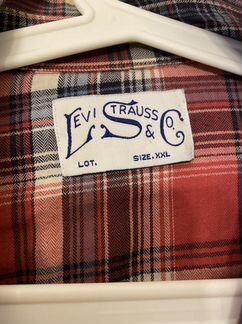 LEVI STRAUSS & CO.
LOT. SIZE. XXL